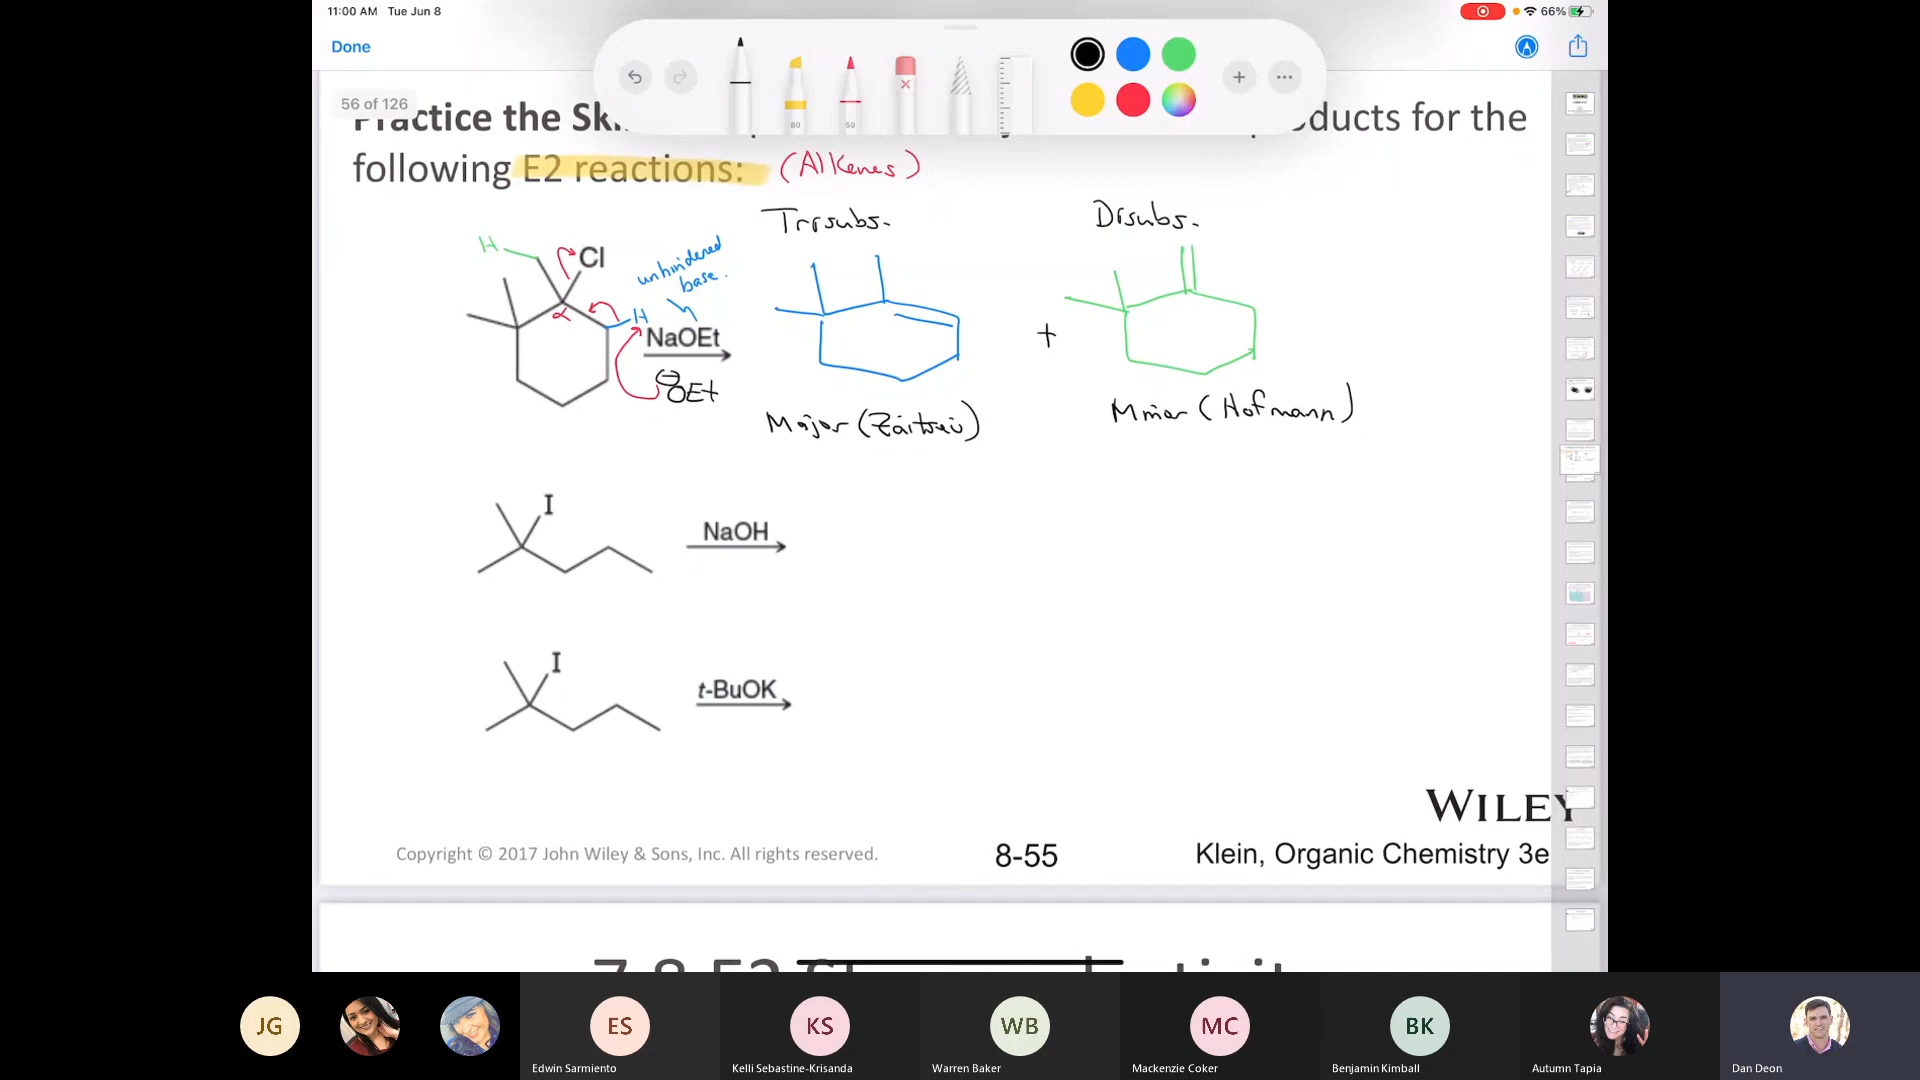 11:00 AM Tue Jun 8
66%
Done
56 of 126
80
50
Practice the
ducts for the
following E2 reactions: (Alkenes)
Trisubs.
Disubs.
H
Cl
unhindered
base.
α
H
NaOEt
+
⊖OEt
Major (Zaitsev)
Minor (Hofmann)
I
NaOH
I
t-BuOK
WILEY
Copyright © 2017 John Wiley & Sons, Inc. All rights reserved.
8-55
Klein, Organic Chemistry 3e
JG
ES
KS
WB
MC
BK
Edwin Sarmiento
Kelli Sebastine-Krisanda
Warren Baker
Mackenzie Coker
Benjamin Kimball
Autumn Tapia
Dan Deon